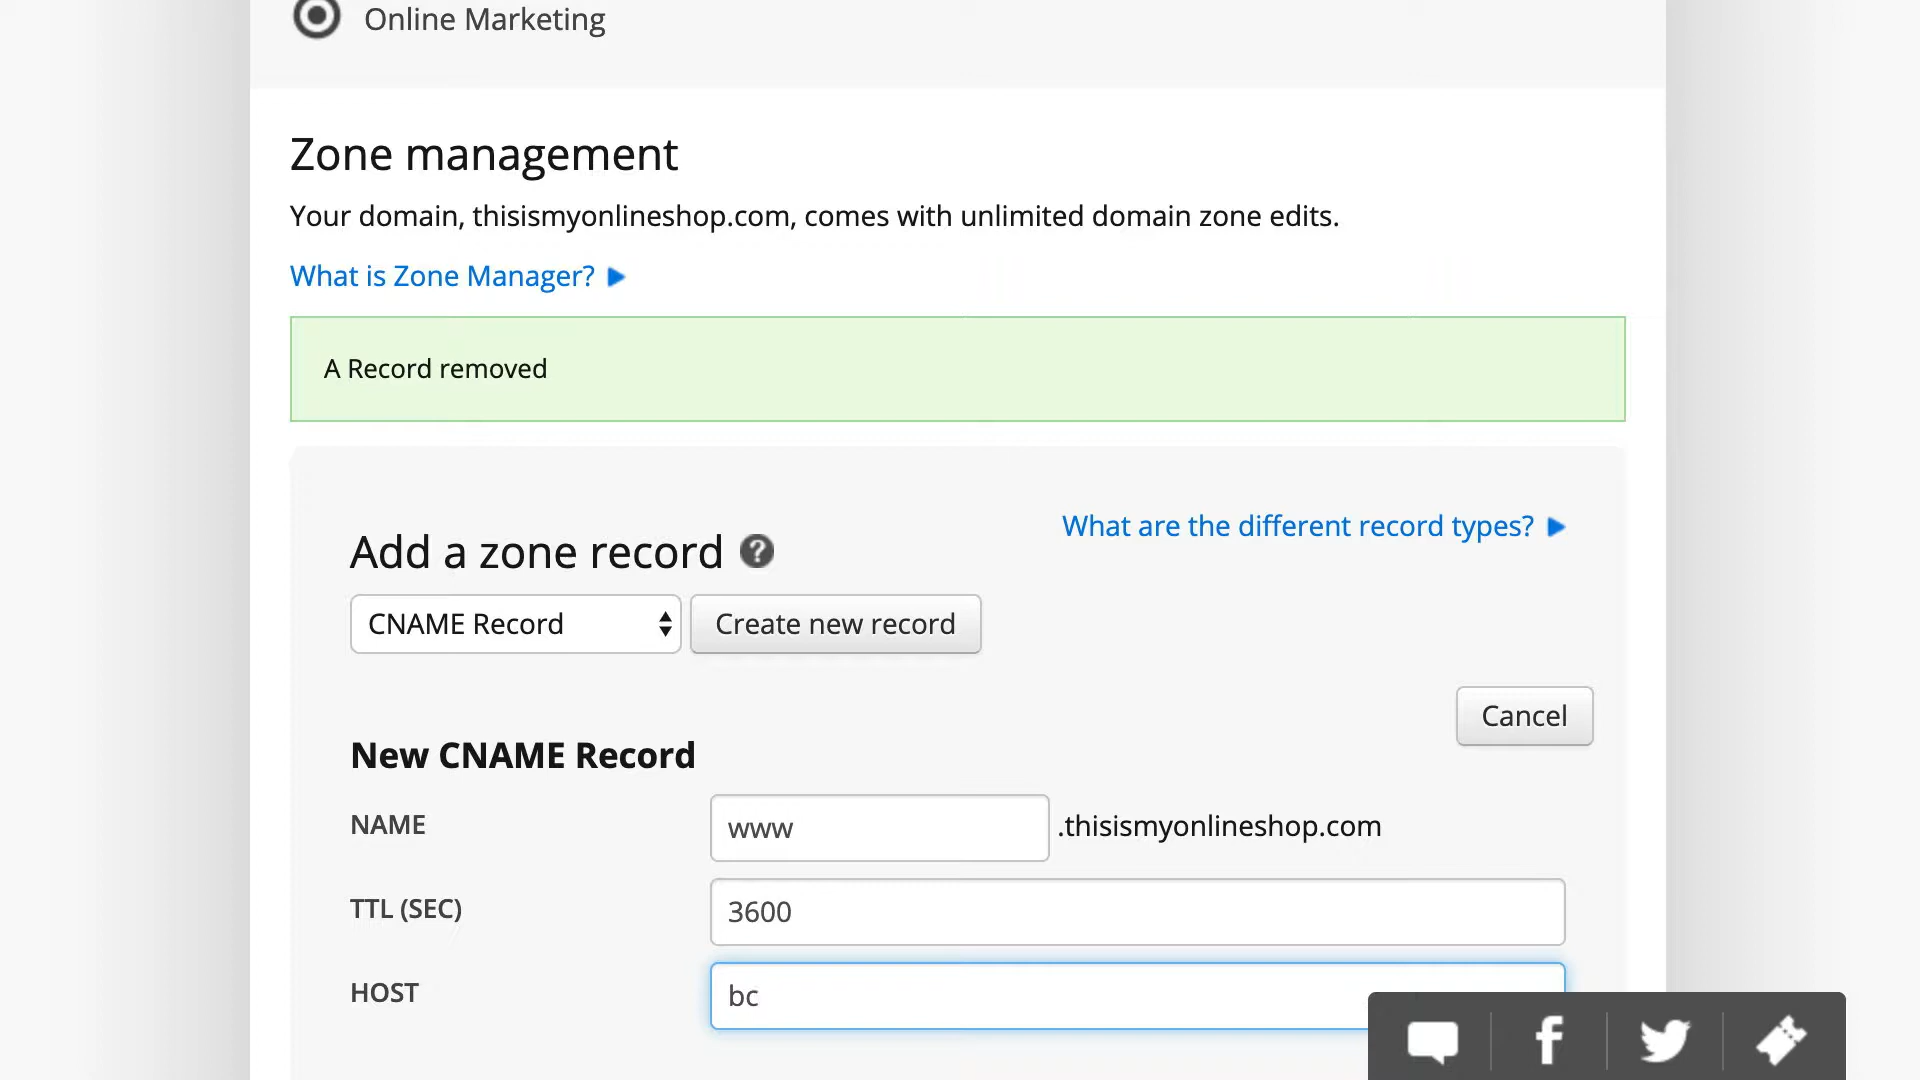 Online Marketing
Zone management
Your domain, thisismyonlineshop.com, comes with unlimited domain zone edits.
What is Zone Manager?
A Record removed
What are the different record types?
Add a zone record ?
CNAME Record
Create new record
Cancel
New CNAME Record
NAME
www
.thisismyonlineshop.com
TTL (SEC)
3600
HOST
bc